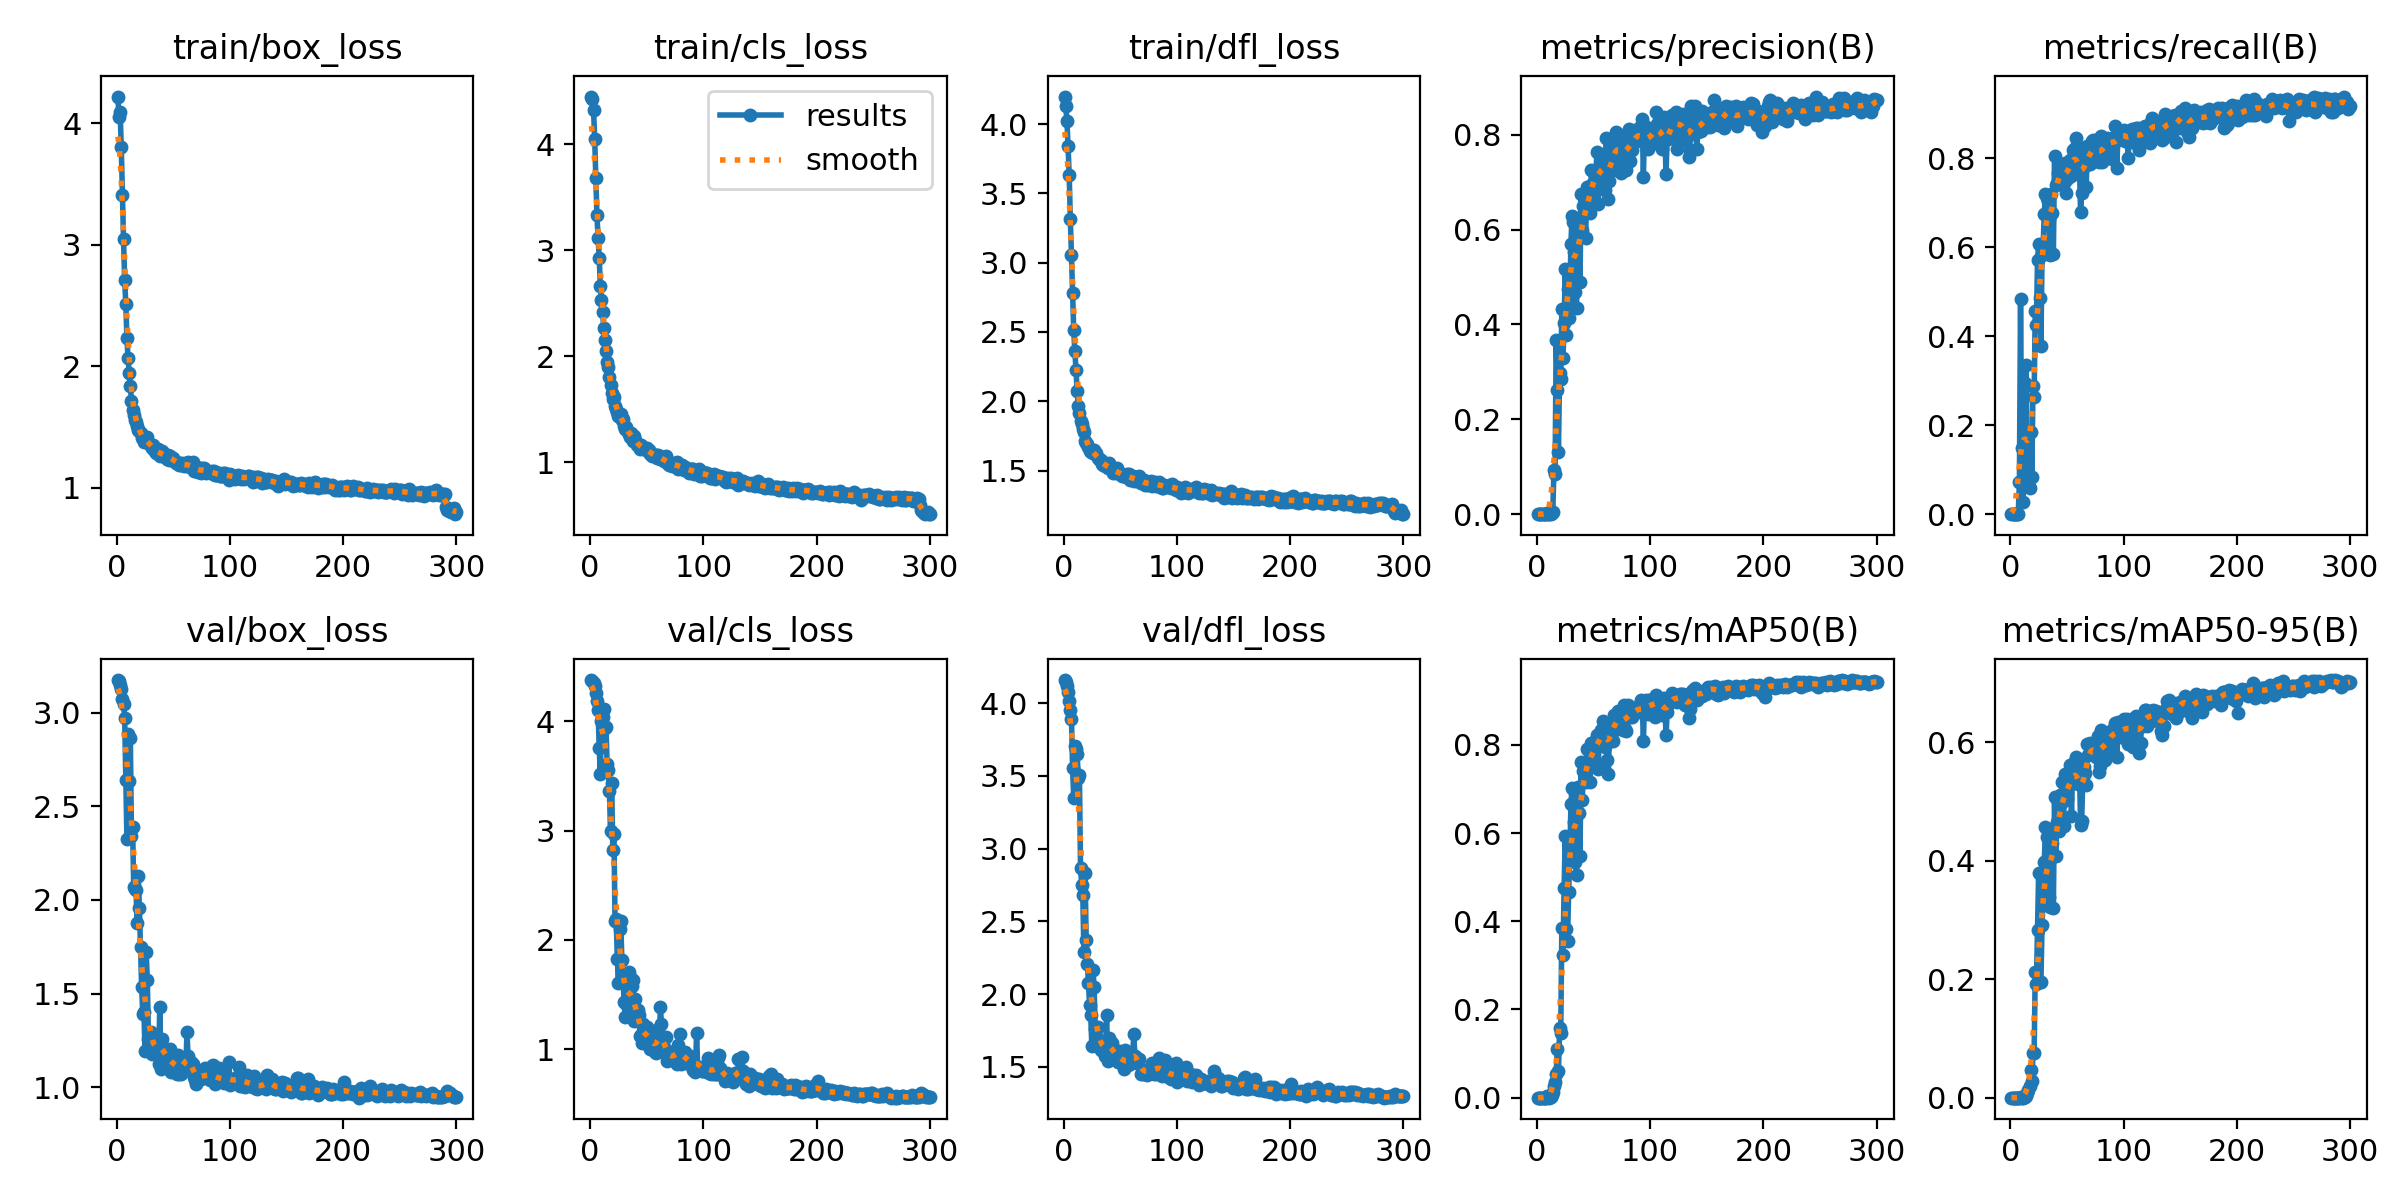 train/box_loss
4
3
2
1
0 100 200 300
train/cls_loss
results
smooth
4
3
2
1
0 100 200 300
train/dfl_loss
4.0
3.5
3.0
2.5
2.0
1.5
0 100 200 300
metrics/precision(B)
0.8
0.6
0.4
0.2
0.0
0 100 200 300
metrics/recall(B)
0.8
0.6
0.4
0.2
0.0
0 100 200 300
val/box_loss
3.0
2.5
2.0
1.5
1.0
0 100 200 300
val/cls_loss
4
3
2
1
0 100 200 300
val/dfl_loss
4.0
3.5
3.0
2.5
2.0
1.5
0 100 200 300
metrics/mAP50(B)
0.8
0.6
0.4
0.2
0.0
0 100 200 300
metrics/mAP50-95(B)
0.6
0.4
0.2
0.0
0 100 200 300